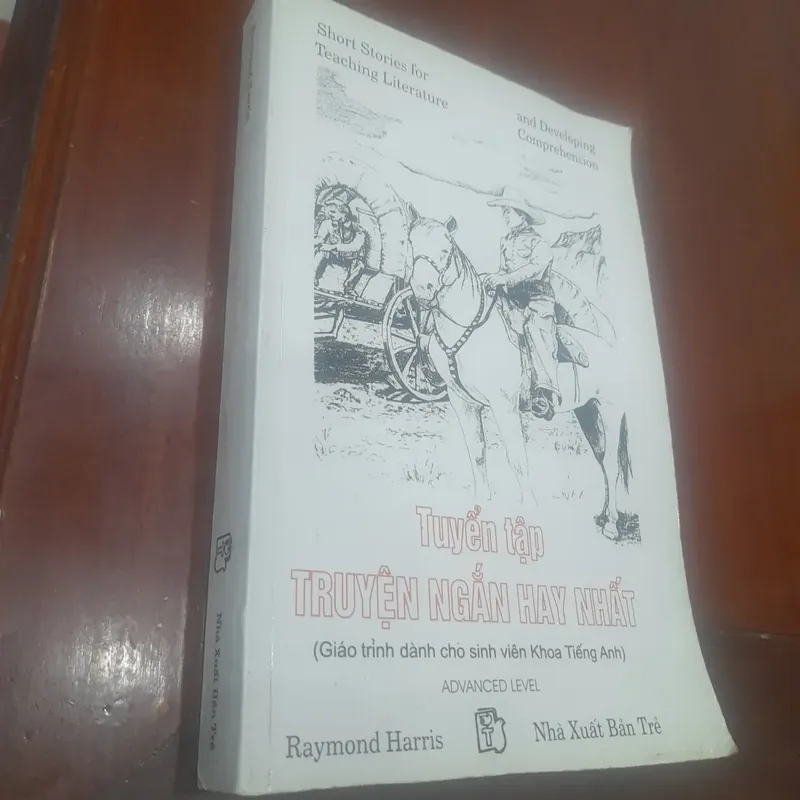 Short Stories for
Teaching Literature
and Developing
Comprehension
Tuyển tập
TRUYỆN NGẮN HAY NHẤT
(Giáo trình dành cho sinh viên Khoa Tiếng Anh)
ADVANCED LEVEL
Raymond Harris
Nhà Xuất Bản Trẻ
Nhà Xuất Bản Trẻ